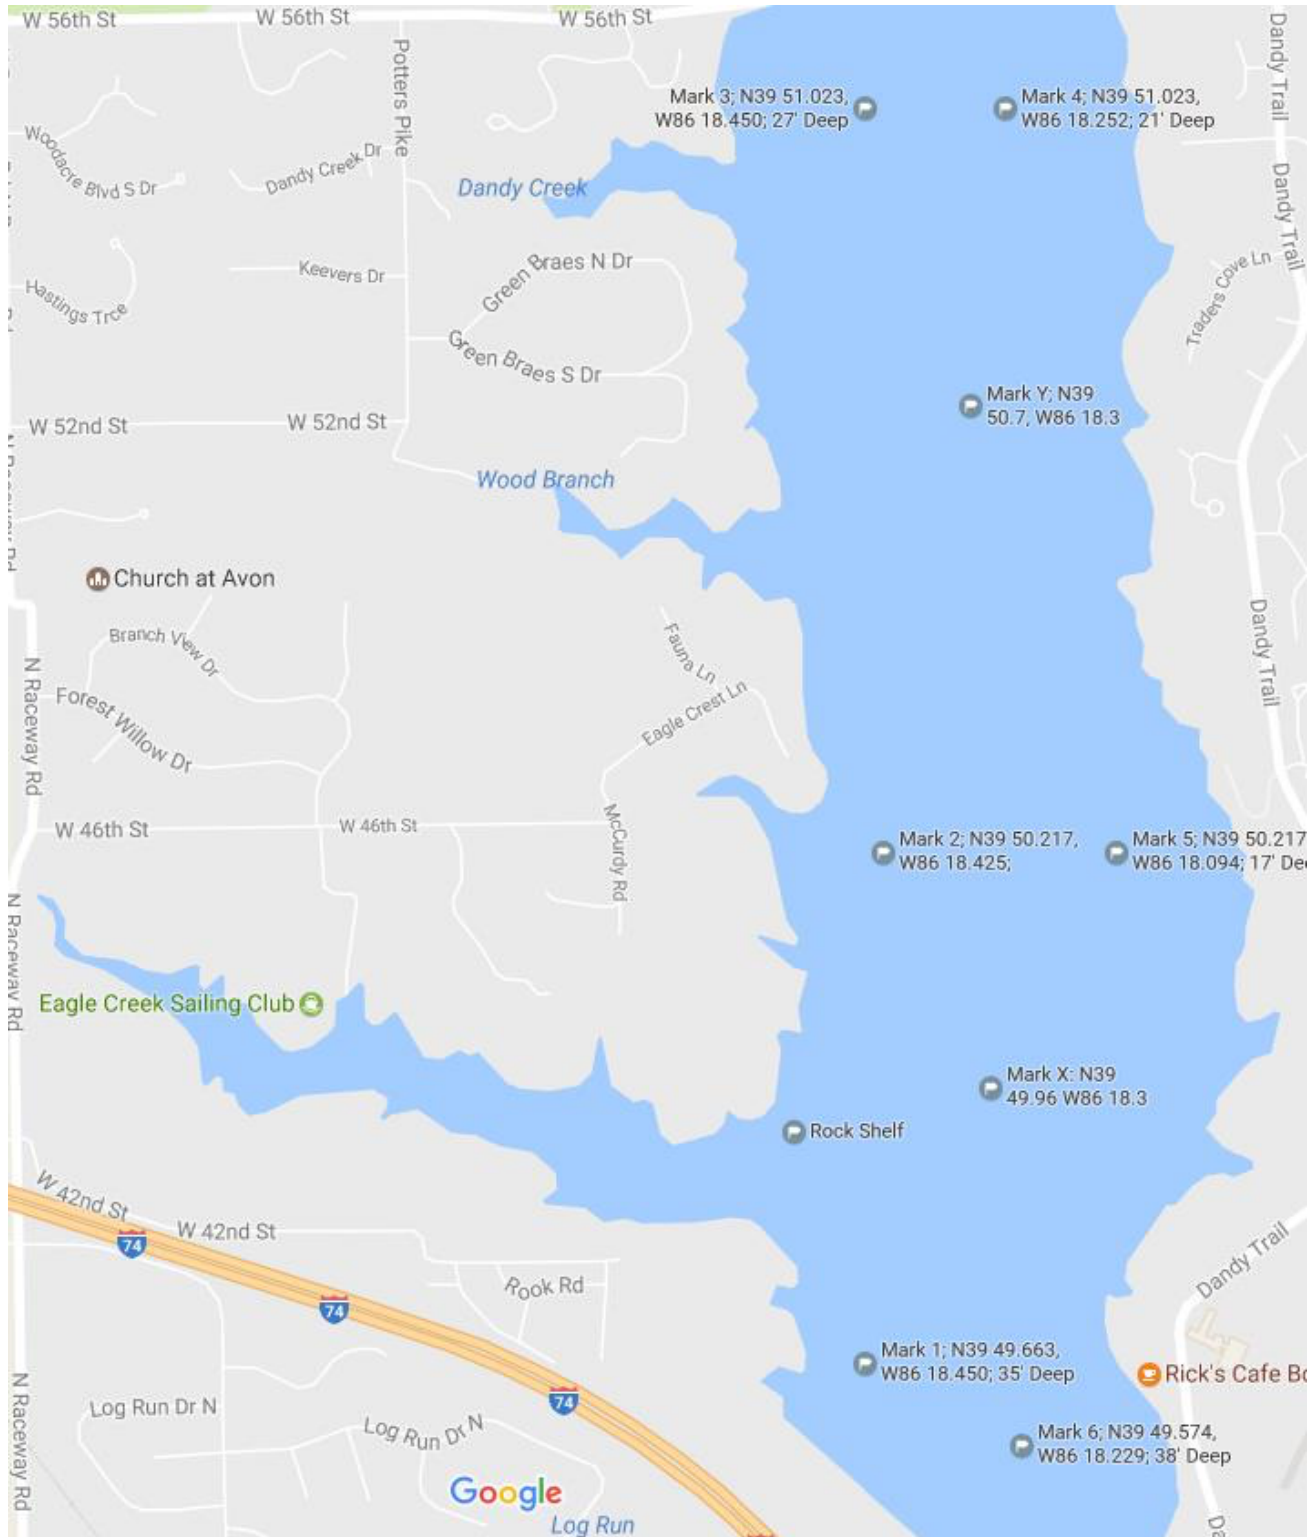 W 56th St
W 56th St
W 56th St
Dandy Trail
Potters Pike
Mark 3; N39 51.023,
W86 18.450; 27' Deep
Mark 4; N39 51.023,
W86 18.252; 21' Deep
Woodacre Blvd S Dr
Dandy Creek Dr
Dandy Creek
Dandy Trail
Green Braes N Dr
Keevers Dr
Hastings Trce
Traders Cove Ln
Green Braes S Dr
Mark Y; N39
50.7, W86 18.3
W 52nd St
W 52nd St
Wood Branch
Church at Avon
Branch View Dr
Fauna Ln
Dandy Trail
N Raceway Rd
Forest Willow Dr
Eagle Crest Ln
W 46th St
W 46th St
McCurdy Rd
Mark 2; N39 50.217,
W86 18.425;
Mark 5; N39 50.217
W86 18.094; 17' Dee
N Raceway Rd
Eagle Creek Sailing Club
Mark X: N39
49.96 W86 18.3
Rock Shelf
W 42nd St
W 42nd St
74
74
Rook Rd
Dandy Trail
Mark 1; N39 49.663,
W86 18.450; 35' Deep
Rick's Cafe Bo
74
N Raceway Rd
Log Run Dr N
Log Run Dr N
Mark 6; N39 49.574,
W86 18.229; 38' Deep
Google
Log Run